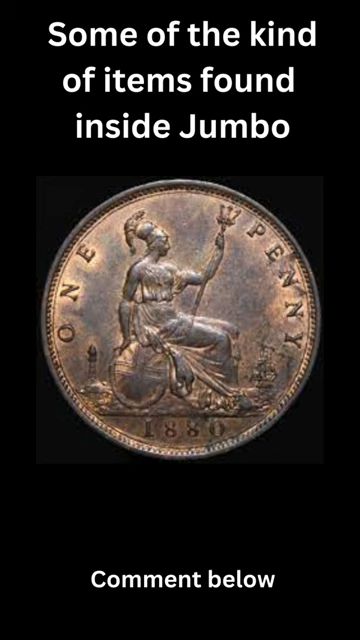 Some of the kind
of items found
inside Jumbo
ONE PENNY
1880
Comment below